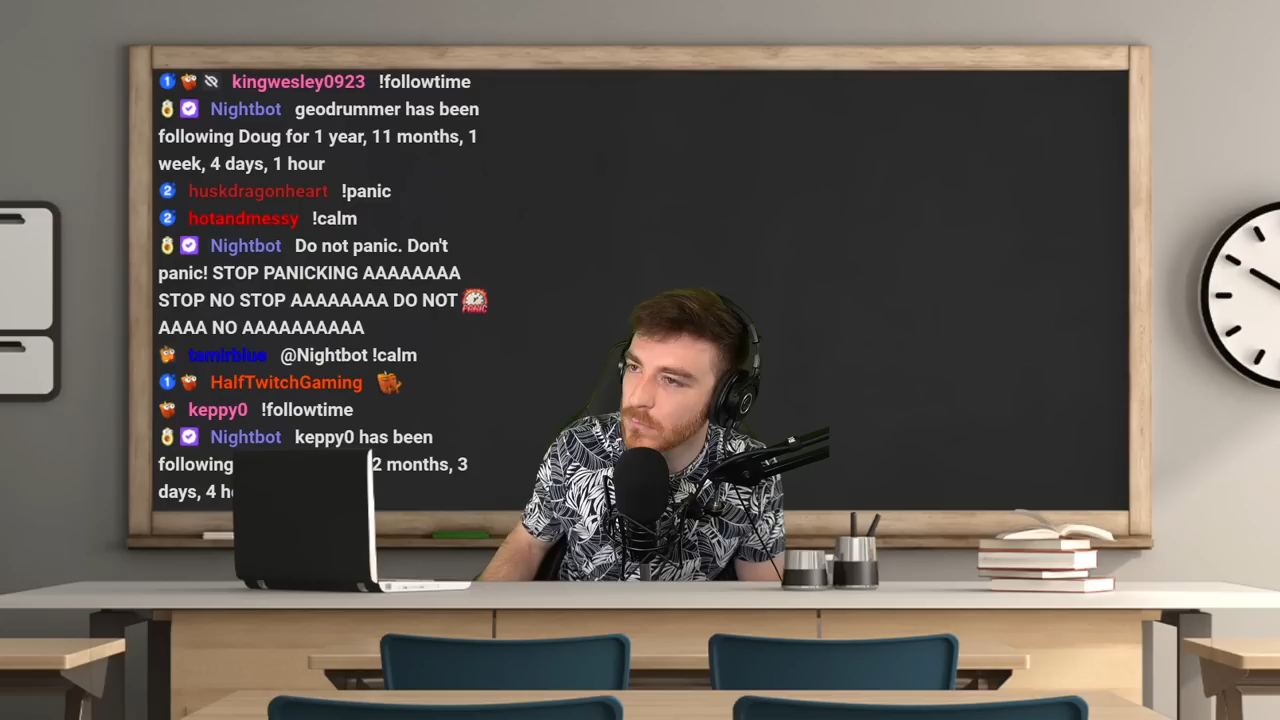 kingwesley0923 !followtime
Nightbot geodrummer has been
following Doug for 1 year, 11 months, 1
week, 4 days, 1 hour
huskdragonheart !panic
hotandmessy !calm
Nightbot Do not panic. Don't
panic! STOP PANICKING AAAAAAAA
STOP NO STOP AAAAAAAA DO NOT PANIC
AAAA NO AAAAAAAAAA
tamirblue @Nightbot !calm
HalfTwitchGaming
keppy0 !followtime
Nightbot keppy0 has been
following 2 months, 3
days, 4